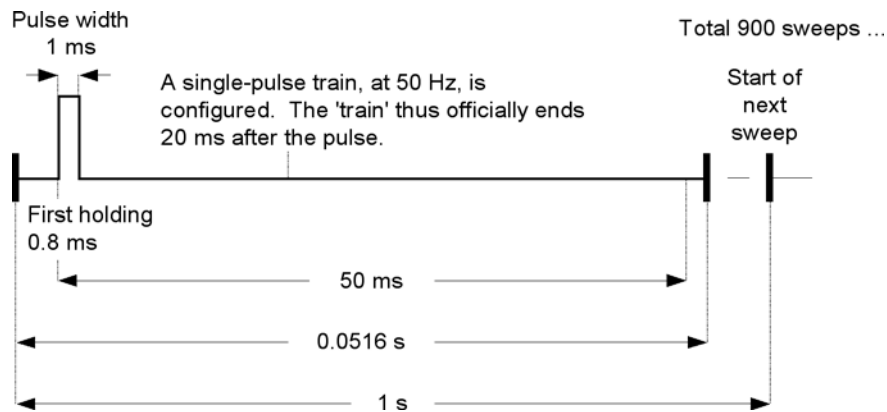 Pulse width
1 ms
Total 900 sweeps ...
A single-pulse train, at 50 Hz, is
configured. The 'train' thus officially ends
20 ms after the pulse.
Start of
next
sweep
First holding
0.8 ms
50 ms
0.0516 s
1 s